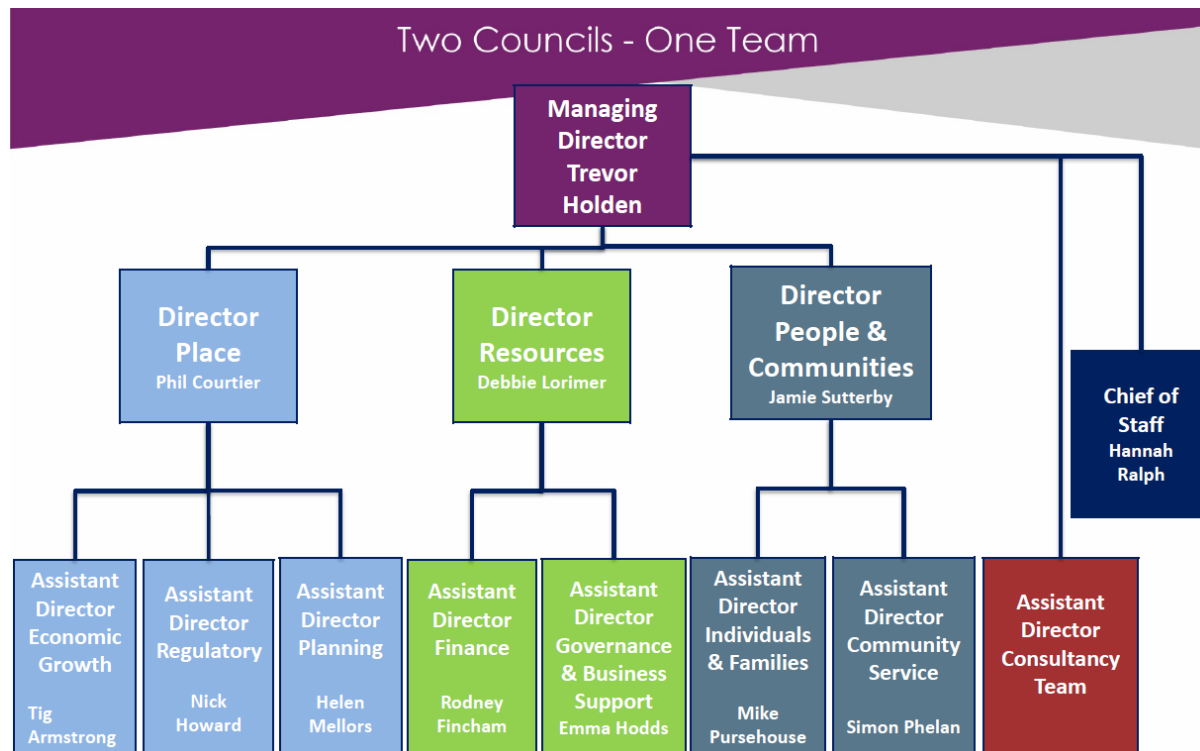 Two Councils - One Team
Managing
Director
Trevor
Holden
Director
Place
Phil Courtier
Director
Resources
Debbie Lorimer
Director
People &
Communities
Jamie Sutterby
Chief of
Staff
Hannah
Ralph
Assistant
Director
Economic
Growth
Tig
Armstrong
Assistant
Director
Regulatory
Nick
Howard
Assistant
Director
Planning
Helen
Mellors
Assistant
Director
Finance
Rodney
Fincham
Assistant
Director
Governance
& Business
Support
Emma Hodds
Assistant
Director
Individuals
& Families
Mike
Pursehouse
Assistant
Director
Community
Service
Simon Phelan
Assistant
Director
Consultancy
Team